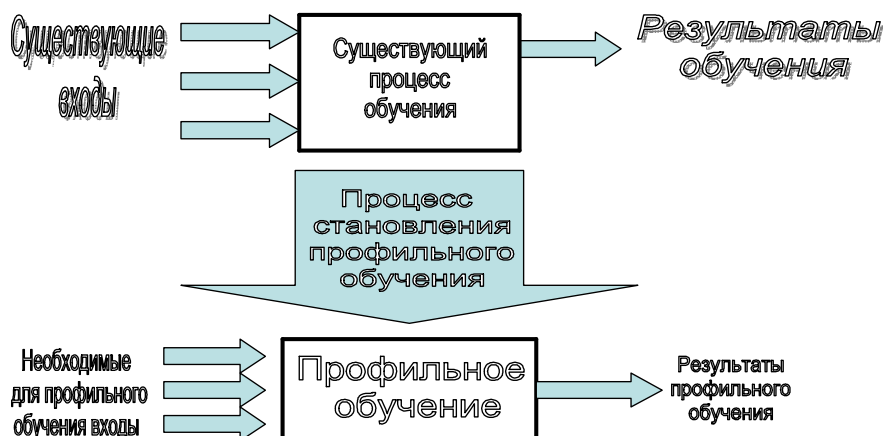 Существующие
входы
Существующий
процесс
обучения
Результаты
обучения
Процесс
становления
профильного
обучения
Необходимые
для профильного
обучения входы
Профильное
обучение
Результаты
профильного
обучения